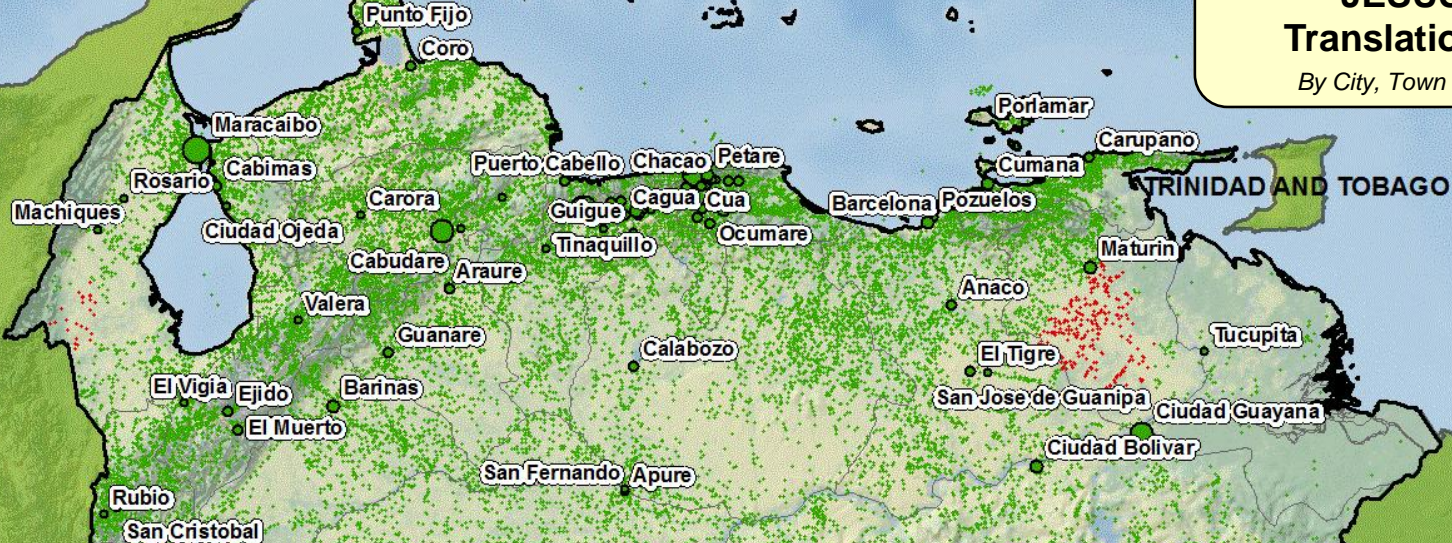 Punto Fijo
Coro
Translatio
By City, Town
Porlamar
Maracaibo
Carupano
Puerto Cabello
Chacao
Petare
Cumana
Cabimas
Rosario
TRINIDAD AND TOBAGO
Carora
Cagua
Cua
Barcelona
Pozuelos
Machiques
Guigue
Ciudad Ojeda
Ocumare
Tinaquillo
Maturin
Cabudare
Araure
Anaco
Valera
Guanare
Tucupita
Calabozo
El Tigre
El Vigia
Ejido
Barinas
San Jose de Guanipa
Ciudad Guayana
El Muerto
Ciudad Bolivar
San Fernando
Apure
Rubio
San Cristobal